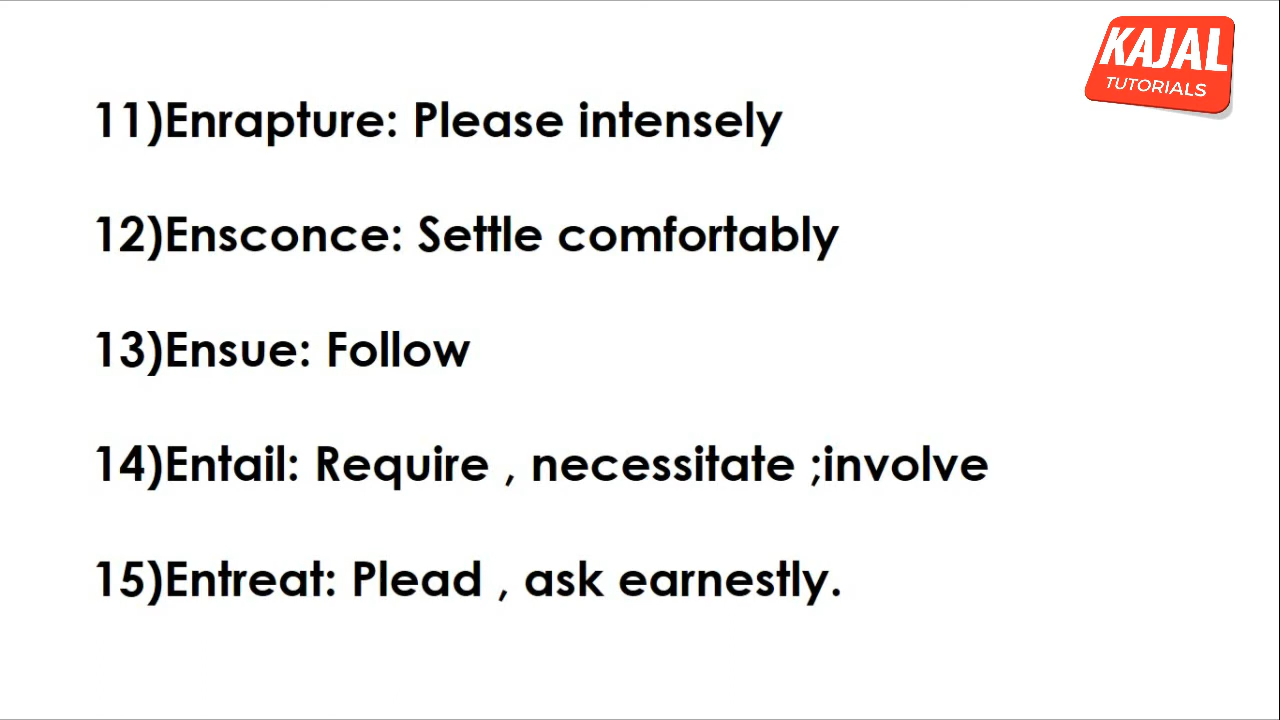 KAJAL
TUTORIALS
11)Enrapture: Please intensely
12)Ensconce: Settle comfortably
13)Ensue: Follow
14)Entail: Require , necessitate ;involve
15)Entreat: Plead , ask earnestly.